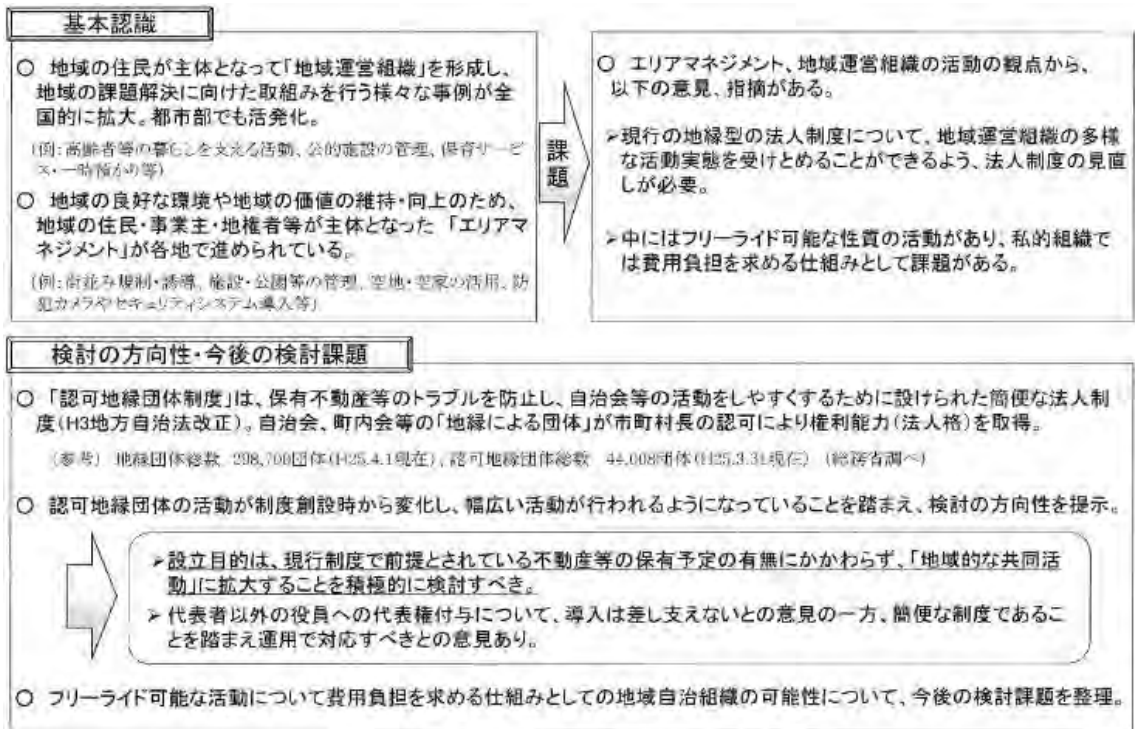 基本認識
○ 地域の住民が主体となって「地域運営組織」を形成し、
地域の課題解決に向けた取組みを行う様々な事例が全
国的に拡大。都市部でも活発化。
(例:高齢者等の暮らしを支える活動、公的施設の管理、保育サービ
ス・一時預かり等)
○ 地域の良好な環境や地域の価値の維持・向上のため、
地域の住民・事業主・地権者等が主体となった 「エリアマ
ネジメント」が各地で進められている。
(例:街並み規制・誘導、施設・公園等の管理、空地・空家の活用、防
犯カメラやセキュリティシステム導入等)
課
題
○ エリアマネジメント、地域運営組織の活動の観点から、
以下の意見、指摘がある。
➢現行の地縁型の法人制度について、地域運営組織の多様
な活動実態を受けとめることができるよう、法人制度の見直
しが必要。
➢中にはフリーライド可能な性質の活動があり、私的組織で
は費用負担を求める仕組みとして課題がある。
検討の方向性・今後の検討課題
○ 「認可地縁団体制度」は、保有不動産等のトラブルを防止し、自治会等の活動をしやすくするために設けられた簡便な法人制
度(H3地方自治法改正)。自治会、町内会等の「地縁による団体」が市町村長の認可により権利能力(法人格)を取得。
(参考) 地縁団体総数 298,700団体(H25.4.1現在)、認可地縁団体総数 44,008団体(H25.3.31現在) (総務省調べ)
○ 認可地縁団体の活動が制度創設時から変化し、幅広い活動が行われるようになっていることを踏まえ、検討の方向性を提示。
➢設立目的は、現行制度で前提とされている不動産等の保有予定の有無にかかわらず、「地域的な共同活
動」に拡大することを積極的に検討すべき。
➢代表者以外の役員への代表権付与について、導入は差し支えないとの意見の一方、簡便な制度であるこ
とを踏まえ運用で対応すべきとの意見あり。
○ フリーライド可能な活動について費用負担を求める仕組みとしての地域自治組織の可能性について、今後の検討課題を整理。